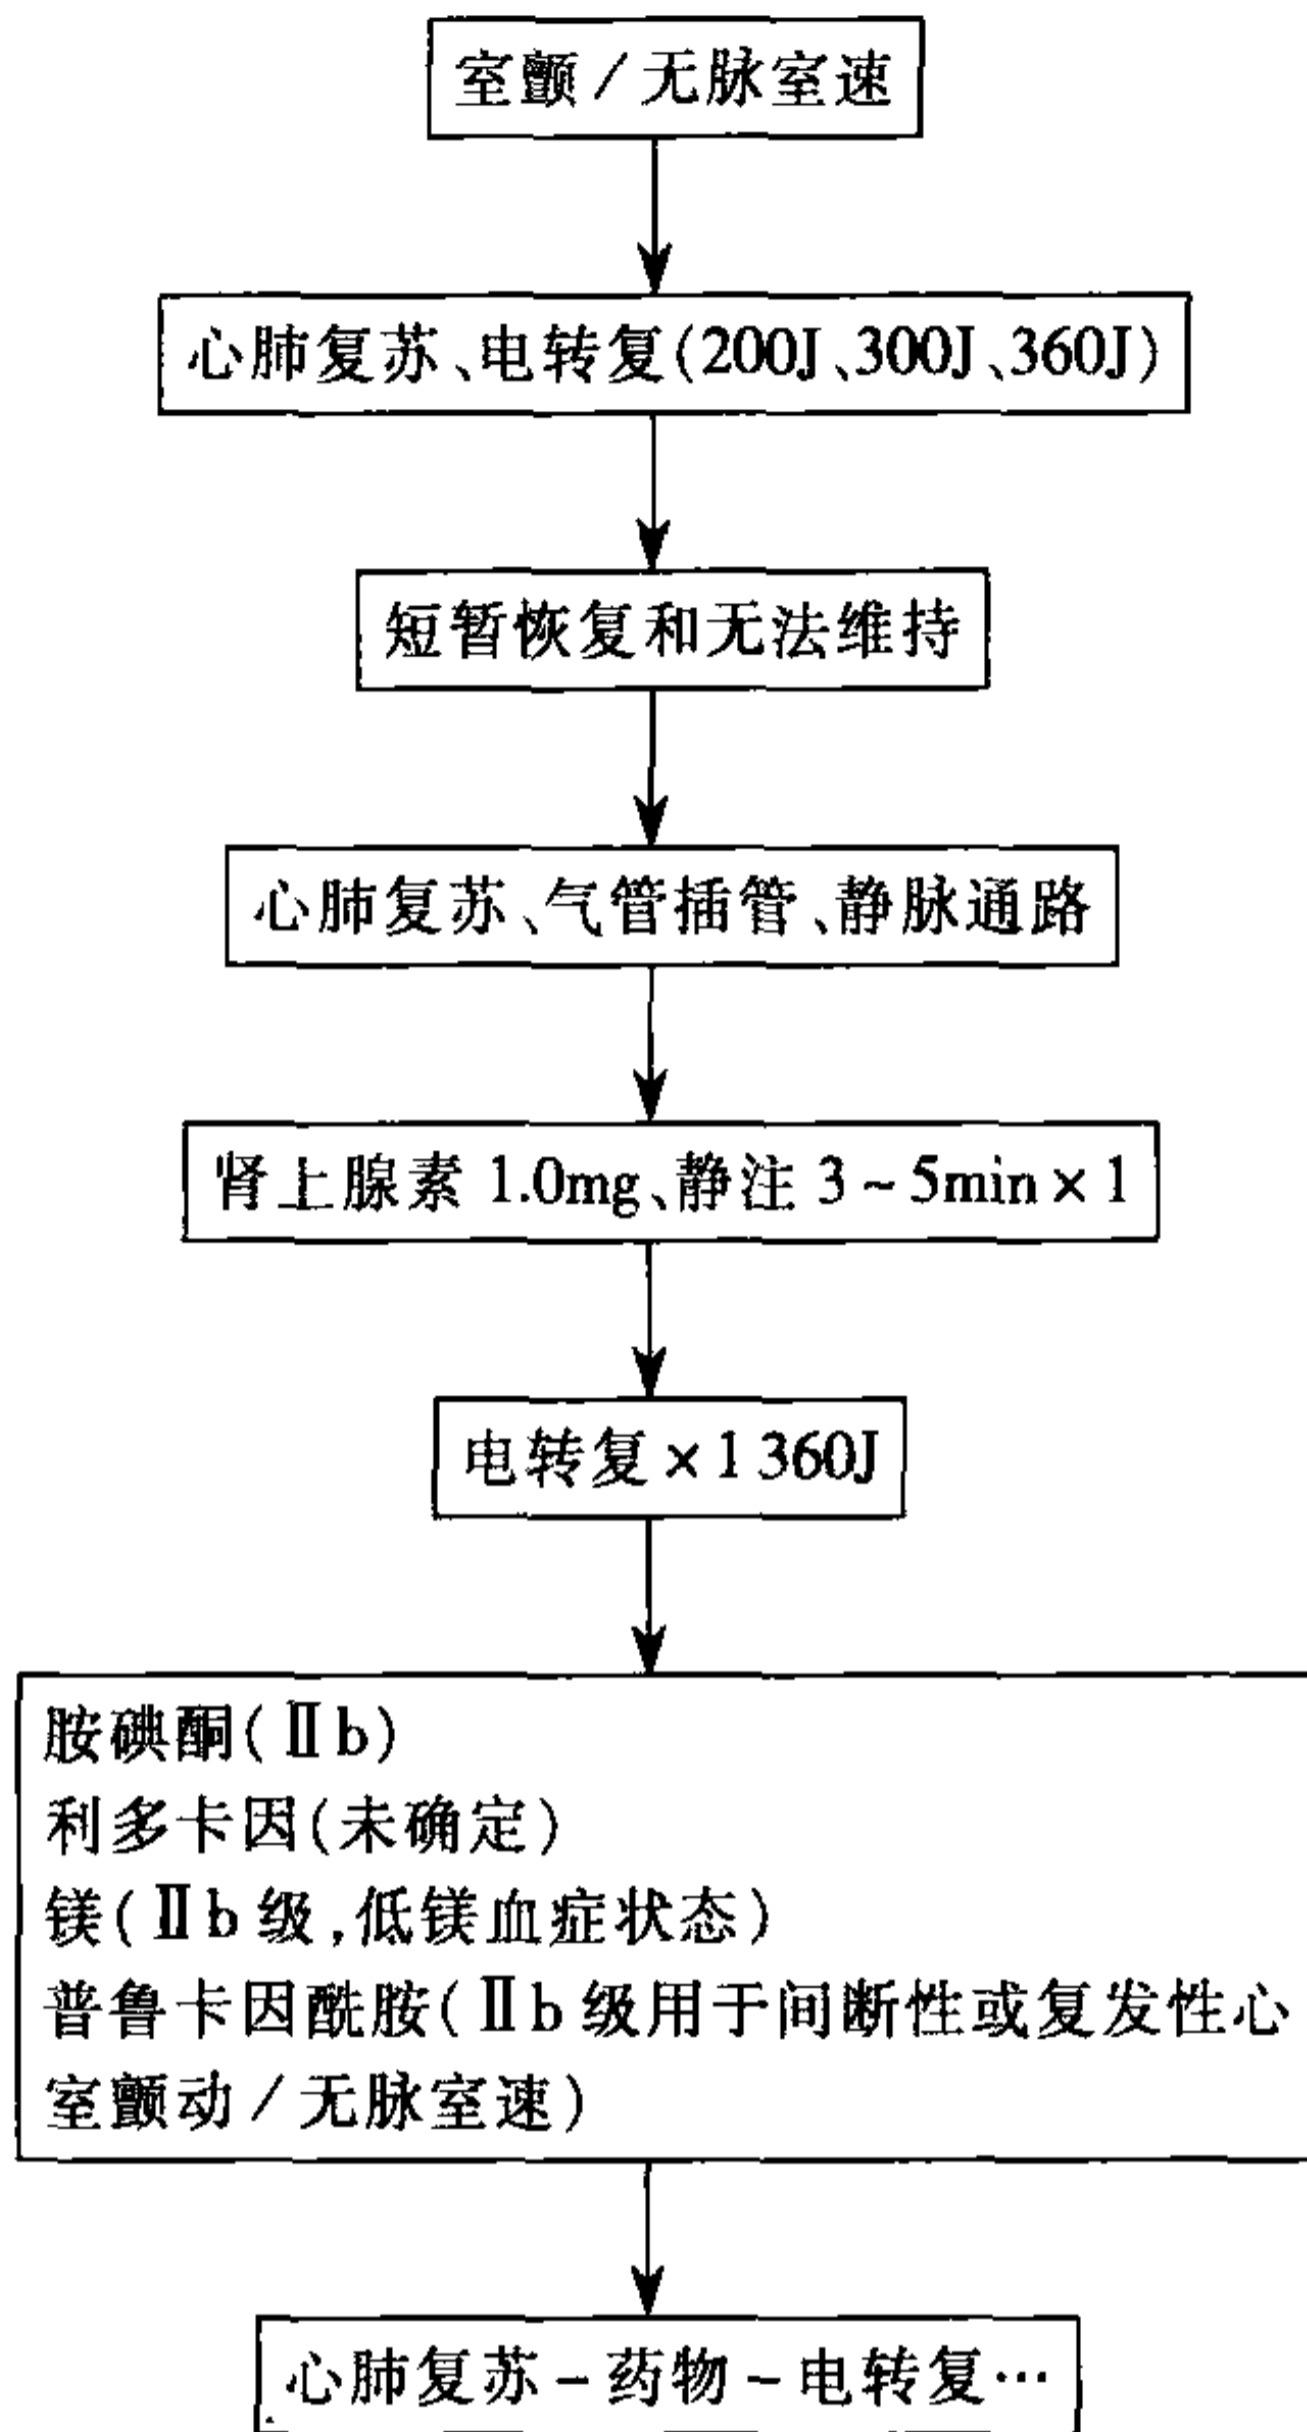 室颤/无脉室速
心肺复苏、电转复(200J、300J、360J)
短暂恢复和无法维持
心肺复苏、气管插管、静脉通路
肾上腺素 1.0mg、静注 3~5min×1
电转复×1 360J
胺碘酮(Ⅱb)
利多卡因(未确定)
镁(Ⅱb级,低镁血症状态)
普鲁卡因酰胺(Ⅱb级用于间断性或复发性心
室颤动/无脉室速)
心肺复苏-药物-电转复…